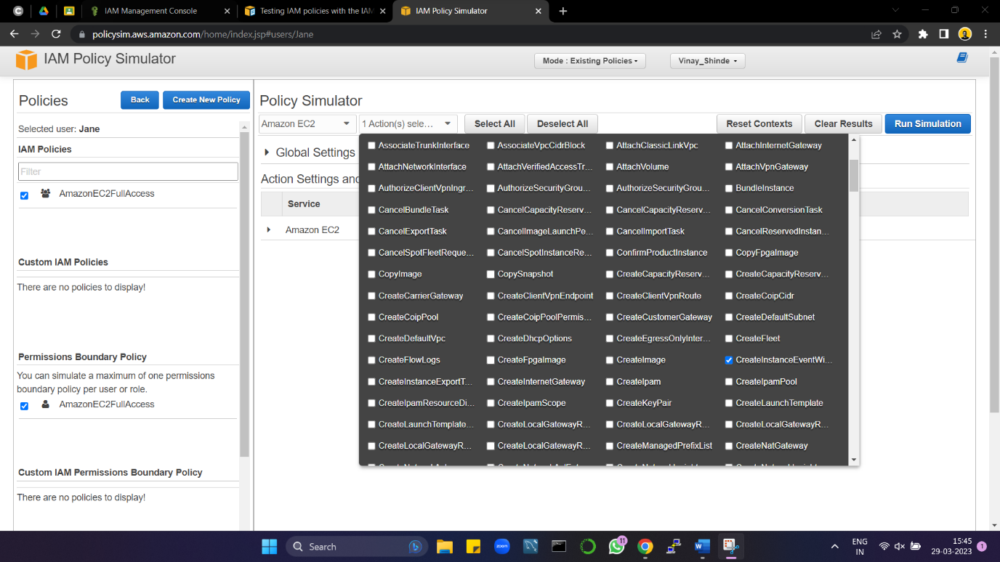 IAM Management Console
Testing IAM policies with the IAM
IAM Policy Simulator
policysim.aws.amazon.com/home/index.jsp#users/Jane
IAM Policy Simulator
Mode : Existing Policies
Vinay_Shinde
Policies
Back
Create New Policy
Selected user: Jane
IAM Policies
Filter
AmazonEC2FullAccess
Custom IAM Policies
There are no policies to display!
Permissions Boundary Policy
You can simulate a maximum of one permissions
boundary policy per user or role.
AmazonEC2FullAccess
Custom IAM Permissions Boundary Policy
There are no policies to display!
Policy Simulator
Amazon EC2
1 Action(s) sele...
Select All
Deselect All
Reset Contexts
Clear Results
Run Simulation
Global Settings
Action Settings and
Service
Amazon EC2
AssociateTrunkInterface AssociateVpcCidrBlock AttachClassicLinkVpc AttachInternetGateway
AttachNetworkInterface AttachVerifiedAccessTr... AttachVolume AttachVpnGateway
AuthorizeClientVpnIngr... AuthorizeSecurityGrou... AuthorizeSecurityGrou... BundleInstance
CancelBundleTask CancelCapacityReserv... CancelCapacityReserv... CancelConversionTask
CancelExportTask CancelImageLaunchPe... CancelImportTask CancelReservedInstan...
CancelSpotFleetReque... CancelSpotInstanceRe... ConfirmProductInstance CopyFpgaImage
CopyImage CopySnapshot CreateCapacityReserv... CreateCapacityReserv...
CreateCarrierGateway CreateClientVpnEndpoint CreateClientVpnRoute CreateCoipCidr
CreateCoipPool CreateCoipPoolPermis... CreateCustomerGateway CreateDefaultSubnet
CreateDefaultVpc CreateDhcpOptions CreateEgressOnlyInter... CreateFleet
CreateFlowLogs CreateFpgaImage CreateImage CreateInstanceEventWi...
CreateInstanceExportT... CreateInternetGateway CreateIpam CreateIpamPool
CreateIpamResourceDi... CreateIpamScope CreateKeyPair CreateLaunchTemplate
CreateLaunchTemplate... CreateLocalGatewayR... CreateLocalGatewayR... CreateLocalGatewayR...
CreateLocalGatewayR... CreateLocalGatewayR... CreateManagedPrefixList CreateNatGateway
Search
zoom
11
ENG
IN
15:45
29-03-2023
1